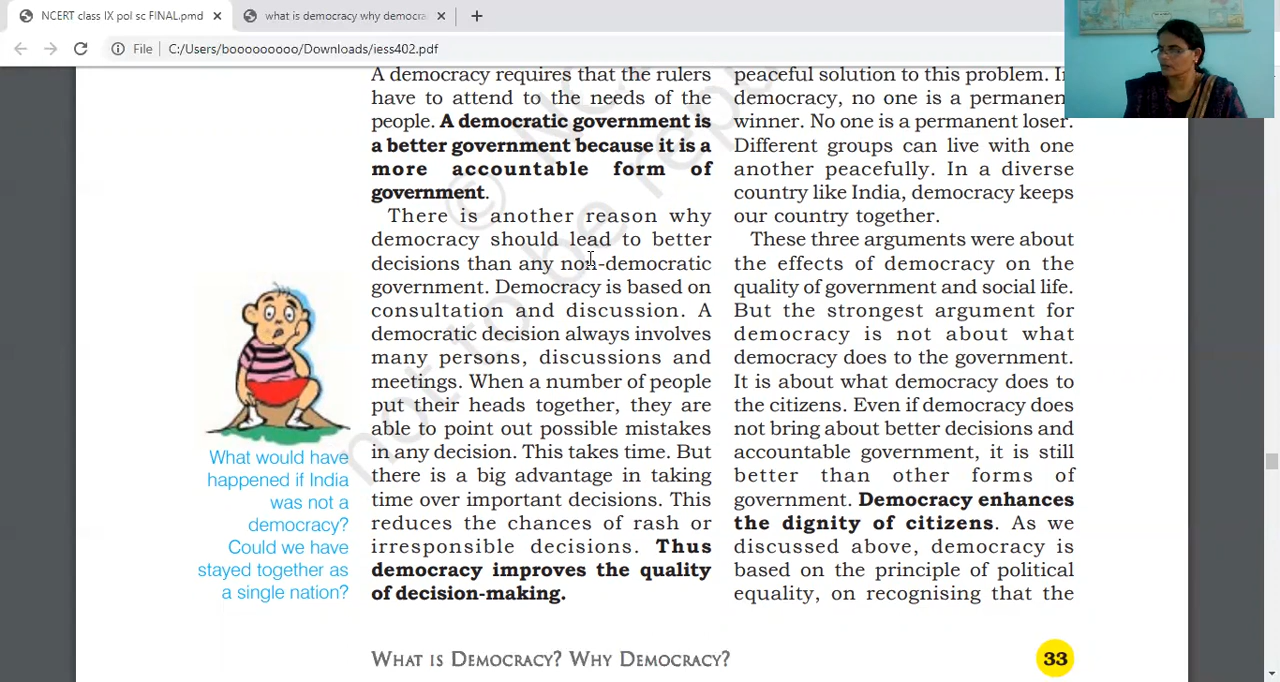 NCERT class IX pol sc FINAL.pmd
what is democracy why democra
File
C:/Users/booooooooo/Downloads/iess402.pdf
A democracy requires that the rulers
have to attend to the needs of the
people. A democratic government is
a better government because it is a
more accountable form of
government.
There is another reason why
democracy should lead to better
decisions than any non-democratic
government. Democracy is based on
consultation and discussion. A
democratic decision always involves
many persons, discussions and
meetings. When a number of people
put their heads together, they are
able to point out possible mistakes
in any decision. This takes time. But
there is a big advantage in taking
time over important decisions. This
reduces the chances of rash or
irresponsible decisions. Thus
democracy improves the quality
of decision-making.
peaceful solution to this problem. In
democracy, no one is a permanen
winner. No one is a permanent loser.
Different groups can live with one
another peacefully. In a diverse
country like India, democracy keeps
our country together.
These three arguments were about
the effects of democracy on the
quality of government and social life.
But the strongest argument for
democracy is not about what
democracy does to the government.
It is about what democracy does to
the citizens. Even if democracy does
not bring about better decisions and
accountable government, it is still
better than other forms of
government. Democracy enhances
the dignity of citizens. As we
discussed above, democracy is
based on the principle of political
equality, on recognising that the
What would have
happened if India
was not a
democracy?
Could we have
stayed together as
a single nation?
© NC
not to be repu
WHAT IS DEMOCRACY? WHY DEMOCRACY?
33